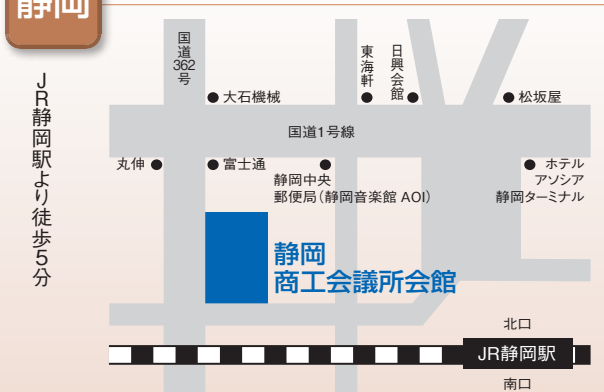 静岡
JR静岡駅より徒歩5分
国道362号
大石機械
東海軒
日興会館
松坂屋
国道1号線
丸伸
富士通
静岡中央
郵便局(静岡音楽館 AOI)
ホテル
アソシア
静岡ターミナル
静岡
商工会議所会館
北口
JR静岡駅
南口